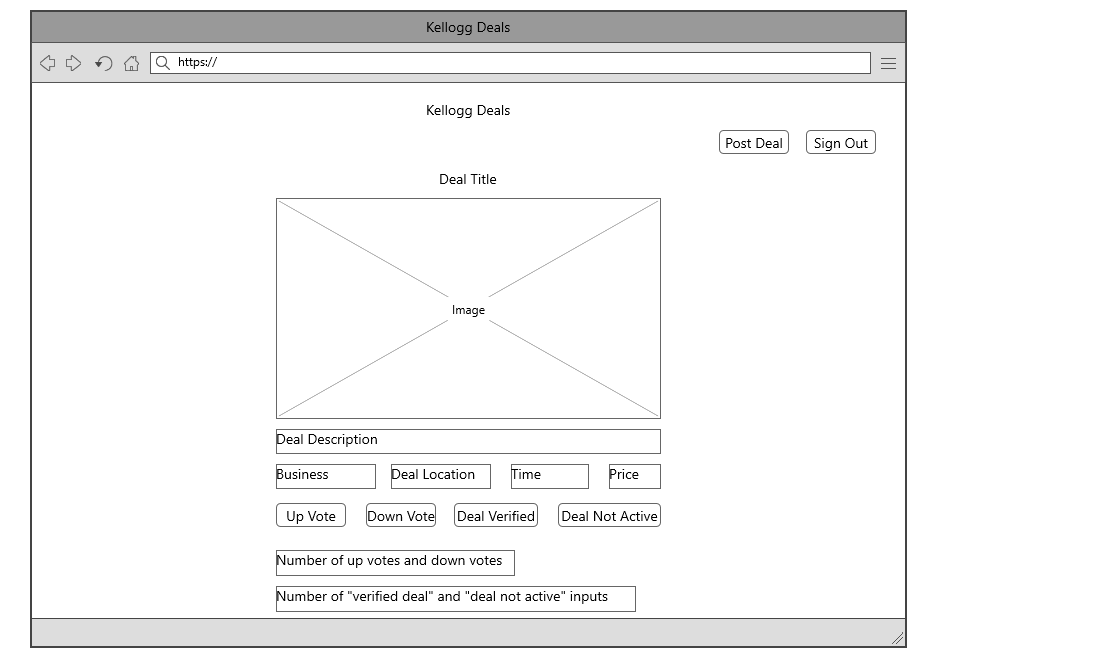 Kellogg Deals
https://
Kellogg Deals
Post Deal Sign Out
Deal Title
Image
Deal Description
Business Deal Location Time Price
Up Vote Down Vote Deal Verified Deal Not Active
Number of up votes and down votes
Number of "verified deal" and "deal not active" inputs